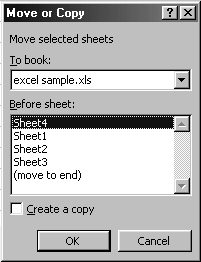 Move or Copy
Move selected sheets
To book:
excel sample.xls
Before sheet:
Sheet4
Sheet1
Sheet2
Sheet3
(move to end)
Create a copy
OK
Cancel